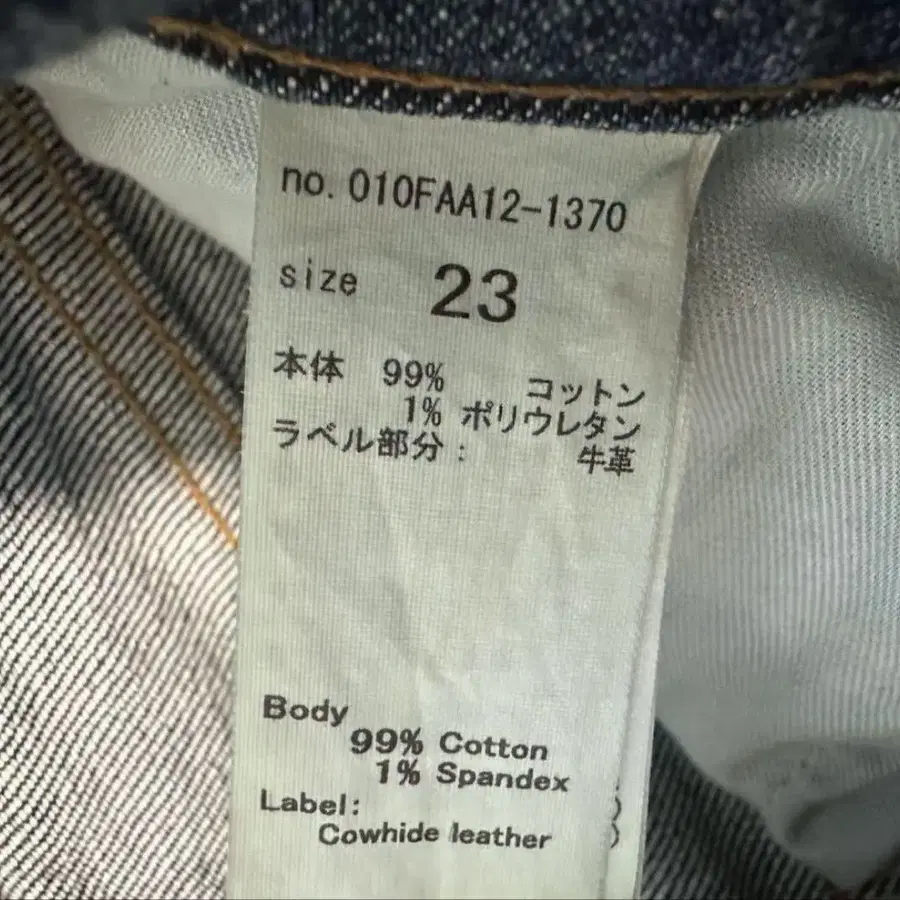 no. 010FAA12-1370
size 23
本体 99% コットン
1% ポリウレタン
ラベル部分: 牛革
Body
99% Cotton
1% Spandex
Label:
Cowhide leather